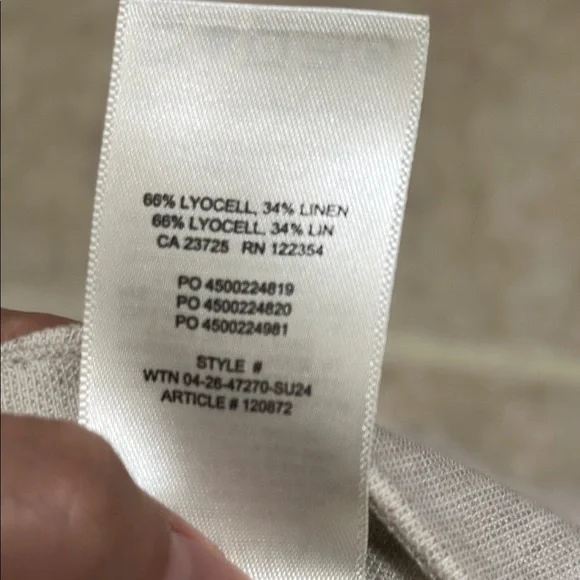 66% LYOCELL, 34% LINEN
66% LYOCELL, 34% LIN
CA 23725 RN 122354
PO 4500224819
PO 4500224820
PO 4500224981
STYLE #
WTN 04-26-47270-SU24
ARTICLE # 120872